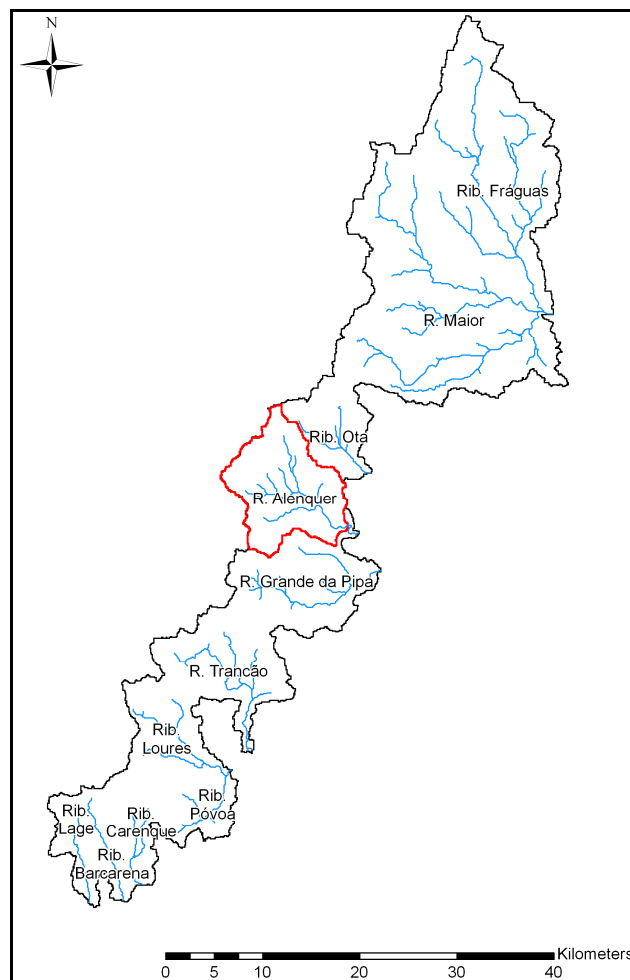 N
Rib. Fráguas
R. Maior
Rib. Ota
R. Alenquer
R. Grande da Pipa
R. Trancão
Rib.
Loures
Rib.
Póvoa
Rib.
Lage
Rib.
Carenque
Rib.
Barcarena
Kilometers
0 5 10 20 30 40